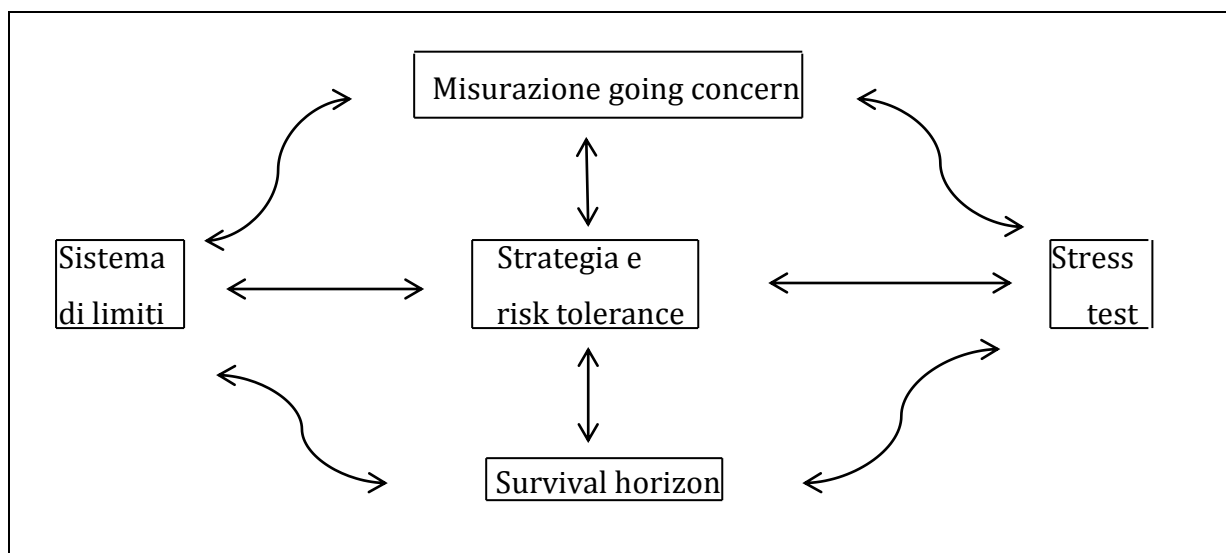 Misurazione going concern
Sistema
di limiti
Strategia e
risk tolerance
Stress
test
Survival horizon